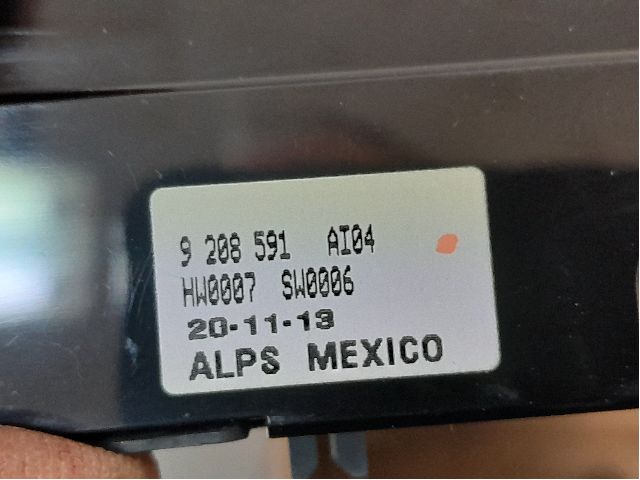 9 208 591 AI04
HW0007 SW0006
20-11-13
ALPS MEXICO